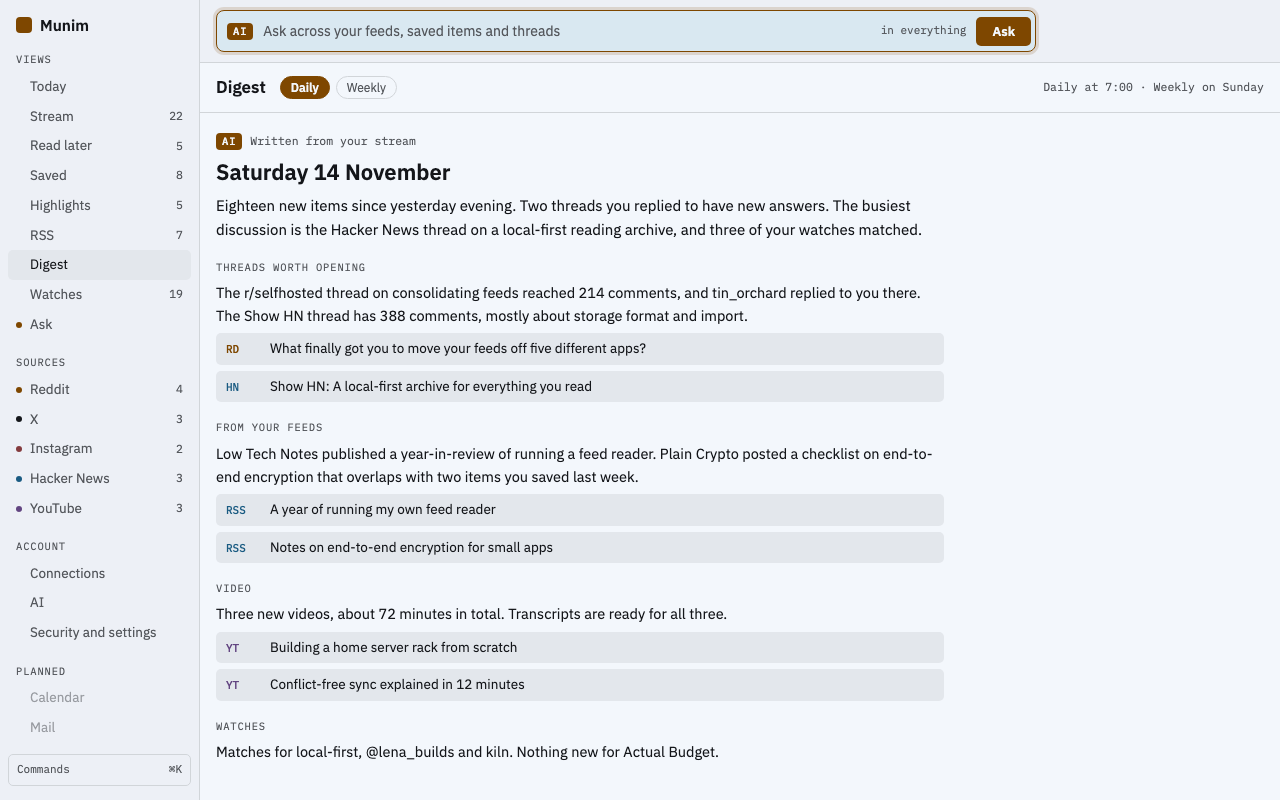 Munim
VIEWS
Today
Stream 22
Read later 5
Saved 8
Highlights 5
RSS 7
Digest
Watches 19
Ask
SOURCES
Reddit 4
X 3
Instagram 2
Hacker News 3
YouTube 3
ACCOUNT
Connections
AI
Security and settings
PLANNED
Calendar
Mail
Commands ⌘K
AI Ask across your feeds, saved items and threads in everything Ask
Digest Daily Weekly Daily at 7:00 · Weekly on Sunday
AI Written from your stream
Saturday 14 November
Eighteen new items since yesterday evening. Two threads you replied to have new answers. The busiest
discussion is the Hacker News thread on a local-first reading archive, and three of your watches matched.
THREADS WORTH OPENING
The r/selfhosted thread on consolidating feeds reached 214 comments, and tin_orchard replied to you there.
The Show HN thread has 388 comments, mostly about storage format and import.
RD What finally got you to move your feeds off five different apps?
HN Show HN: A local-first archive for everything you read
FROM YOUR FEEDS
Low Tech Notes published a year-in-review of running a feed reader. Plain Crypto posted a checklist on end-to-
end encryption that overlaps with two items you saved last week.
RSS A year of running my own feed reader
RSS Notes on end-to-end encryption for small apps
VIDEO
Three new videos, about 72 minutes in total. Transcripts are ready for all three.
YT Building a home server rack from scratch
YT Conflict-free sync explained in 12 minutes
WATCHES
Matches for local-first, @lena_builds and kiln. Nothing new for Actual Budget.